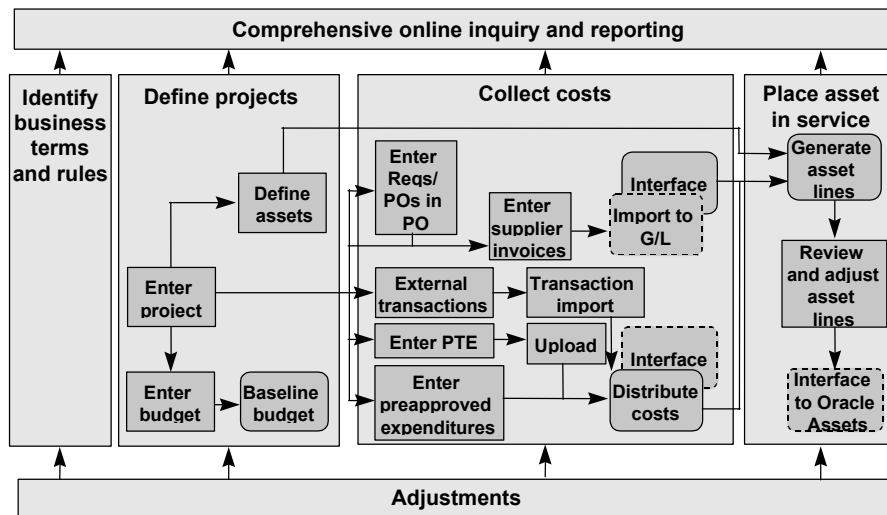 Comprehensive online inquiry and reporting
Identify
business
terms
and rules
Define projects
Define
assets
Enter
project
Enter
budget
Baseline
budget
Collect costs
Enter
Reqs/
POs in
PO
Enter
supplier
invoices
Interface
Import to
G/L
External
transactions
Transaction
import
Enter PTE
Upload
Interface
Enter
preapproved
expenditures
Distribute
costs
Place asset
in service
Generate
asset
lines
Review
and adjust
asset
lines
Interface
to Oracle
Assets
Adjustments